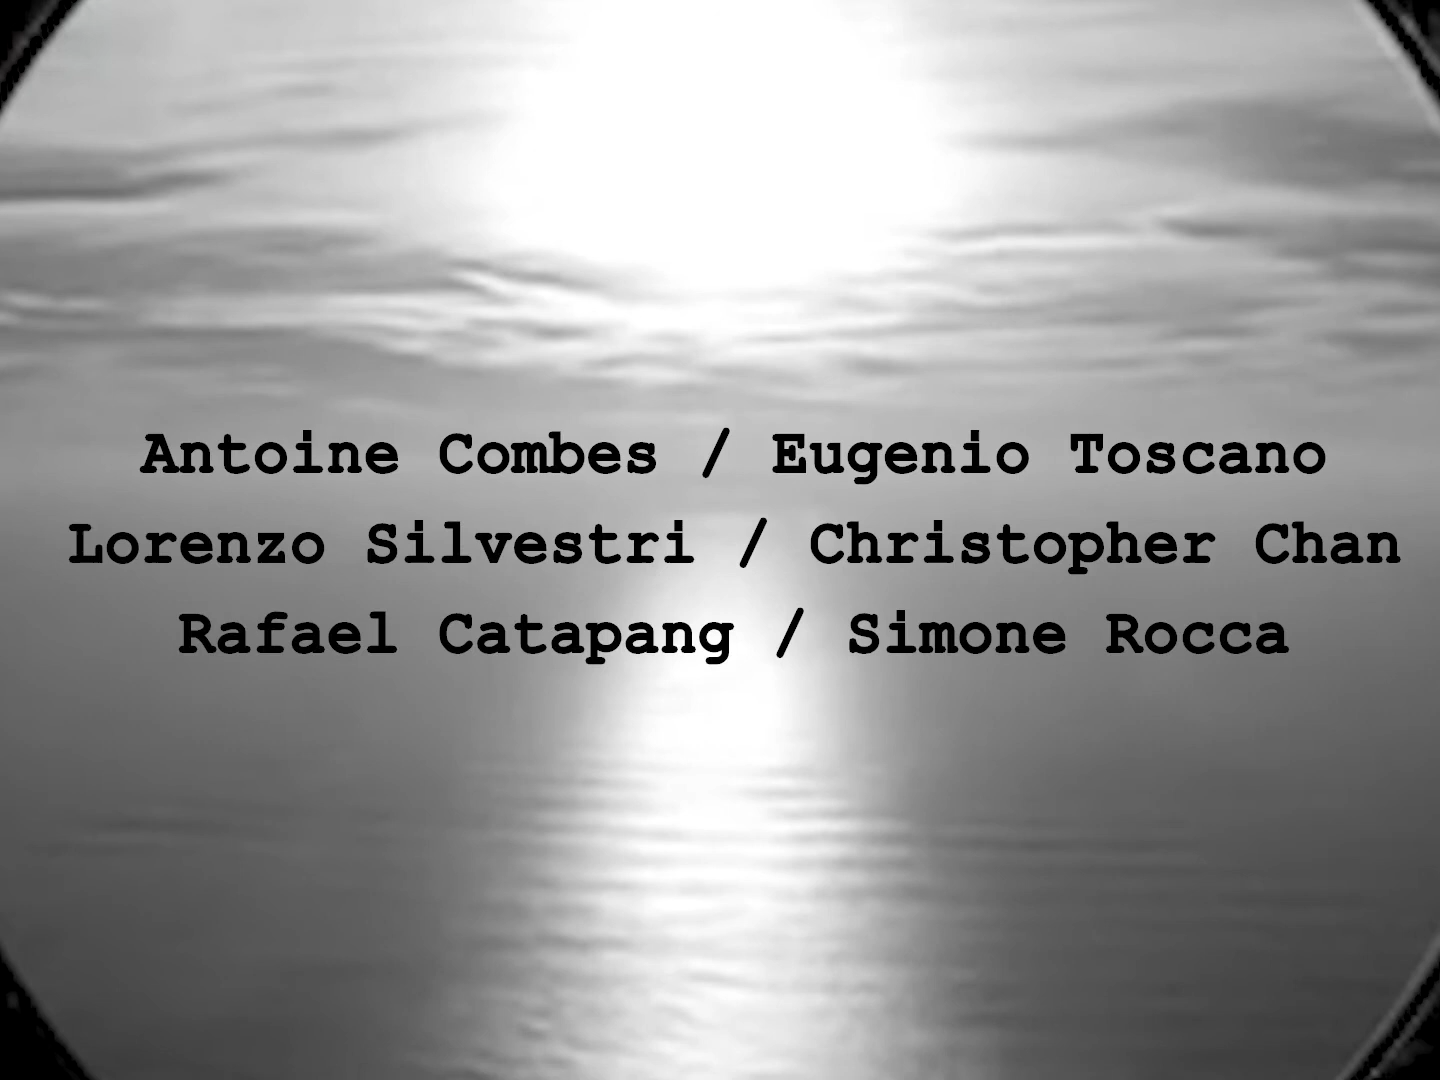 Antoine Combes / Eugenio Toscano
Lorenzo Silvestri / Christopher Chan
Rafael Catapang / Simone Rocca